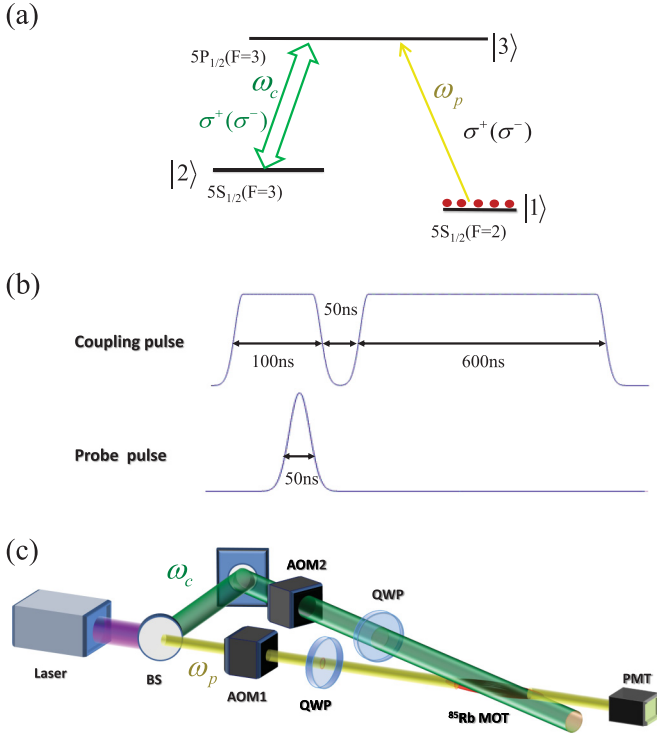 (a)
5P1/2(F=3)
|3⟩
ωc
ωp
σ+(σ−)
σ+(σ−)
|2⟩
5S1/2(F=3)
|1⟩
5S1/2(F=2)
(b)
50ns
Coupling pulse
100ns
600ns
Probe pulse
50ns
(c)
ωc
AOM2
QWP
Laser
BS
ωp
AOM1
QWP
85Rb MOT
PMT